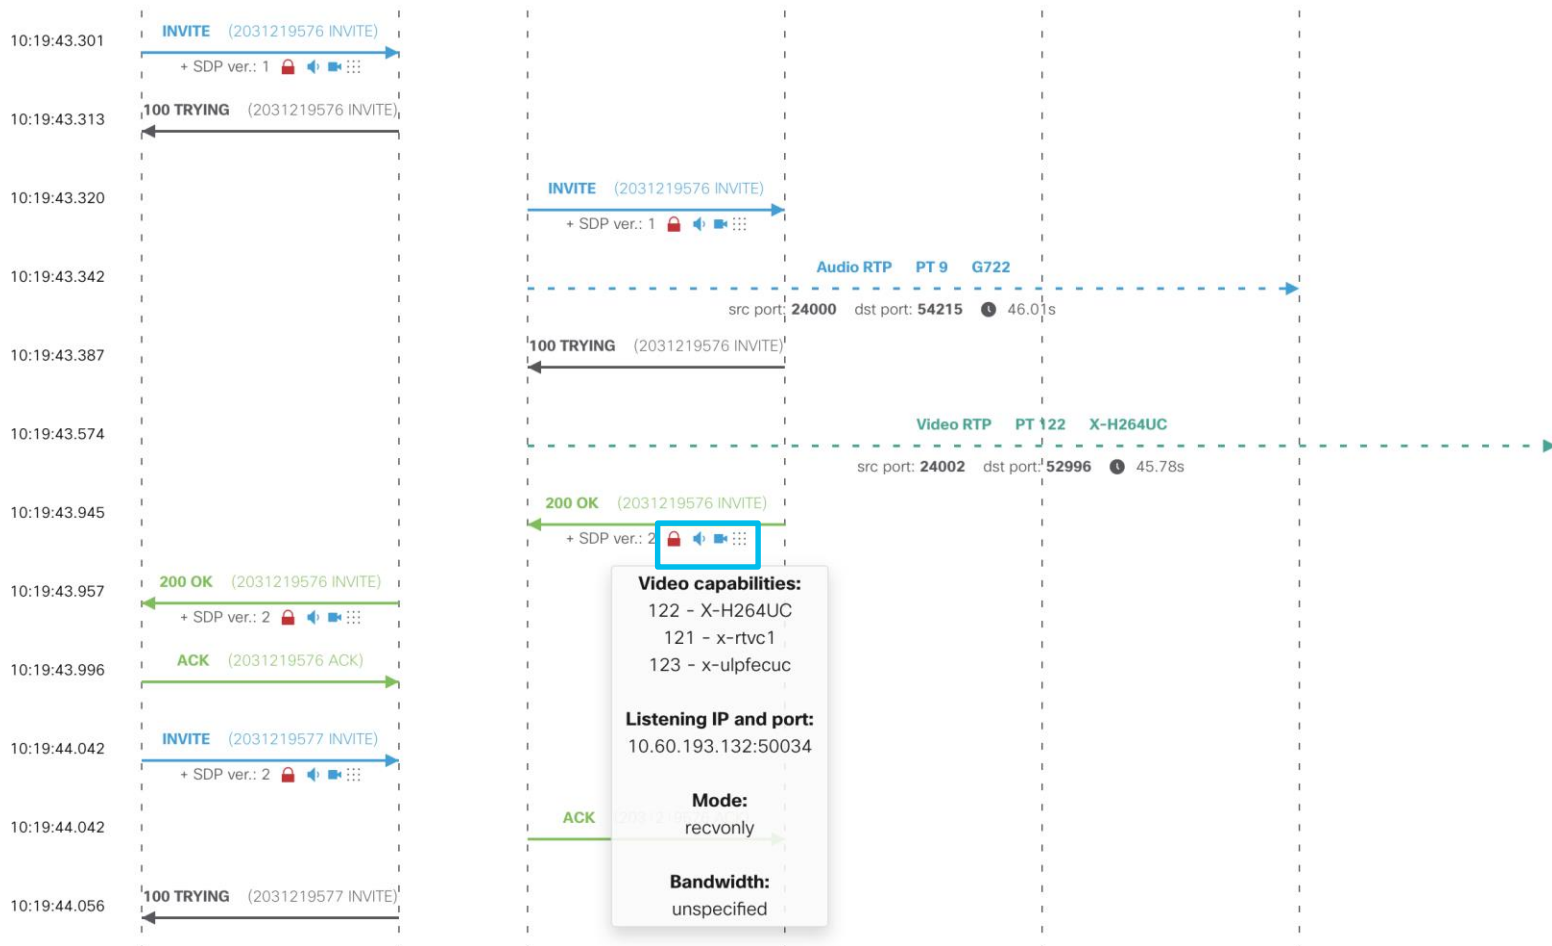 10:19:43.301
INVITE (2031219576 INVITE)
+ SDP ver.: 1
10:19:43.313
100 TRYING (2031219576 INVITE)
10:19:43.320
INVITE (2031219576 INVITE)
+ SDP ver.: 1
10:19:43.342
Audio RTP PT 9 G722
src port: 24000 dst port: 54215 46.01s
10:19:43.387
100 TRYING (2031219576 INVITE)
10:19:43.574
Video RTP PT 122 X-H264UC
src port: 24002 dst port: 52996 45.78s
10:19:43.945
200 OK (2031219576 INVITE)
+ SDP ver.: 2
10:19:43.957
200 OK (2031219576 INVITE)
+ SDP ver.: 2
10:19:43.996
ACK (2031219576 ACK)
10:19:44.042
INVITE (2031219577 INVITE)
+ SDP ver.: 2
10:19:44.042
ACK (2031219576 ACK)
10:19:44.056
100 TRYING (2031219577 INVITE)
Video capabilities:
122 - X-H264UC
121 - x-rtvc1
123 - x-ulpfecuc
Listening IP and port:
10.60.193.132:50034
Mode:
recvonly
Bandwidth:
unspecified